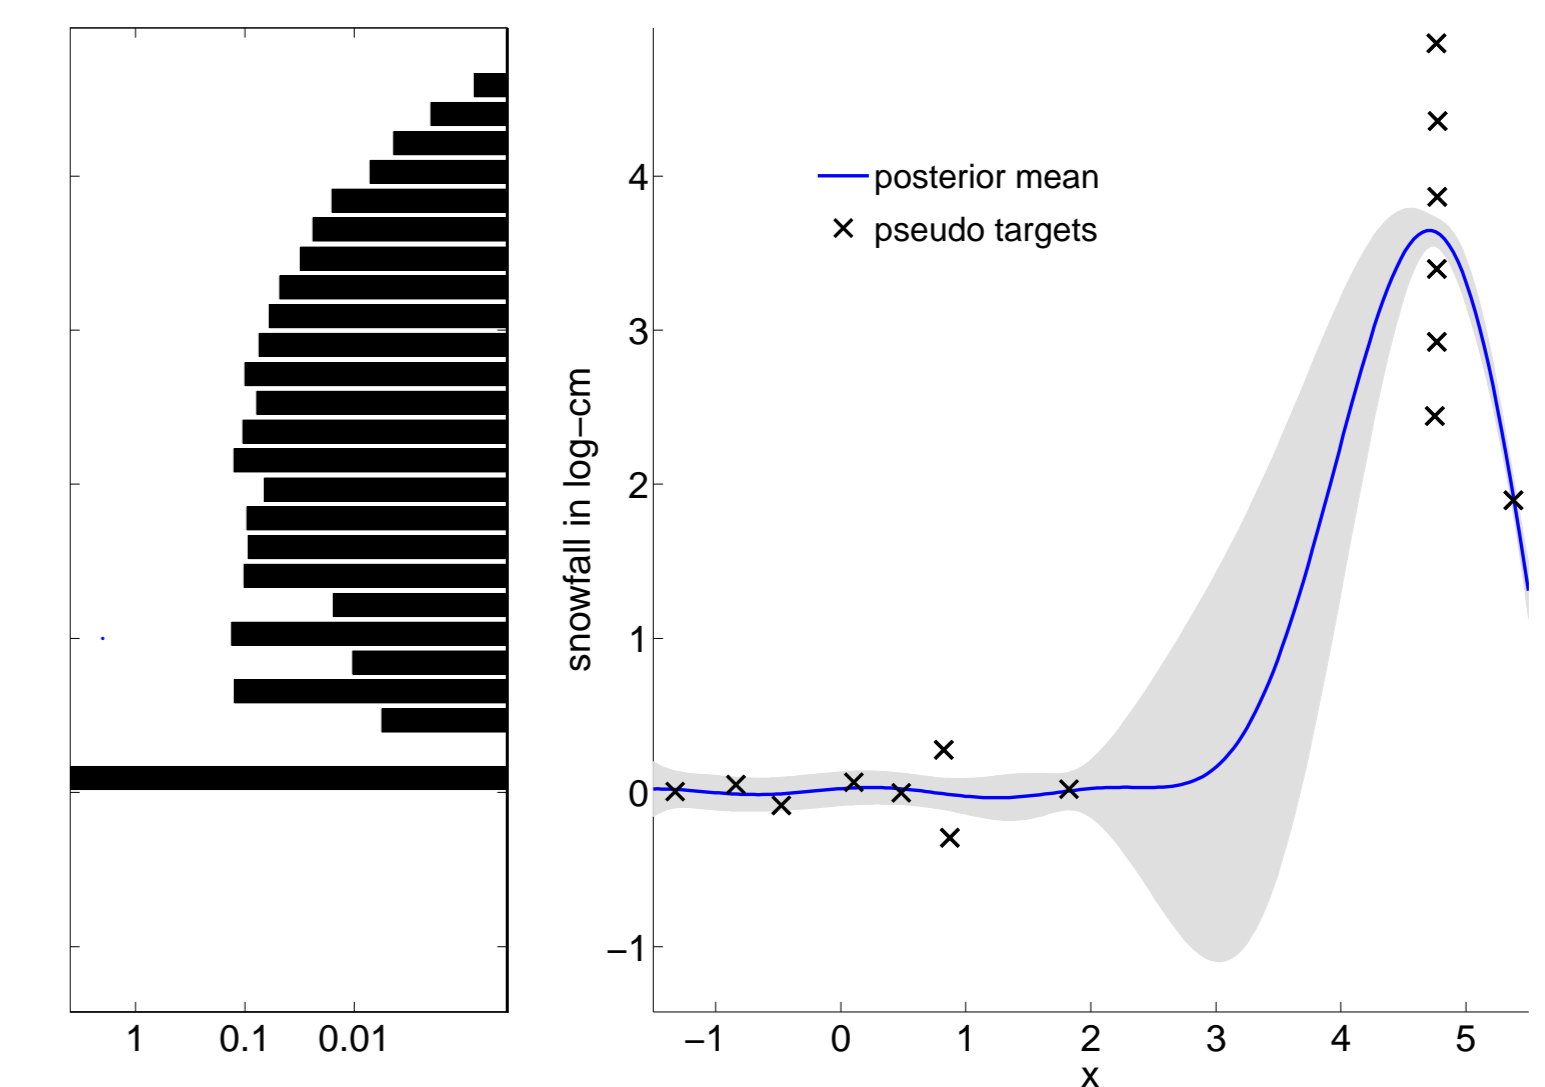 1 0.1 0.01
snowfall in log−cm
4
3
2
1
0
−1
posterior mean
pseudo targets
−1 0 1 2 3 4 5
x